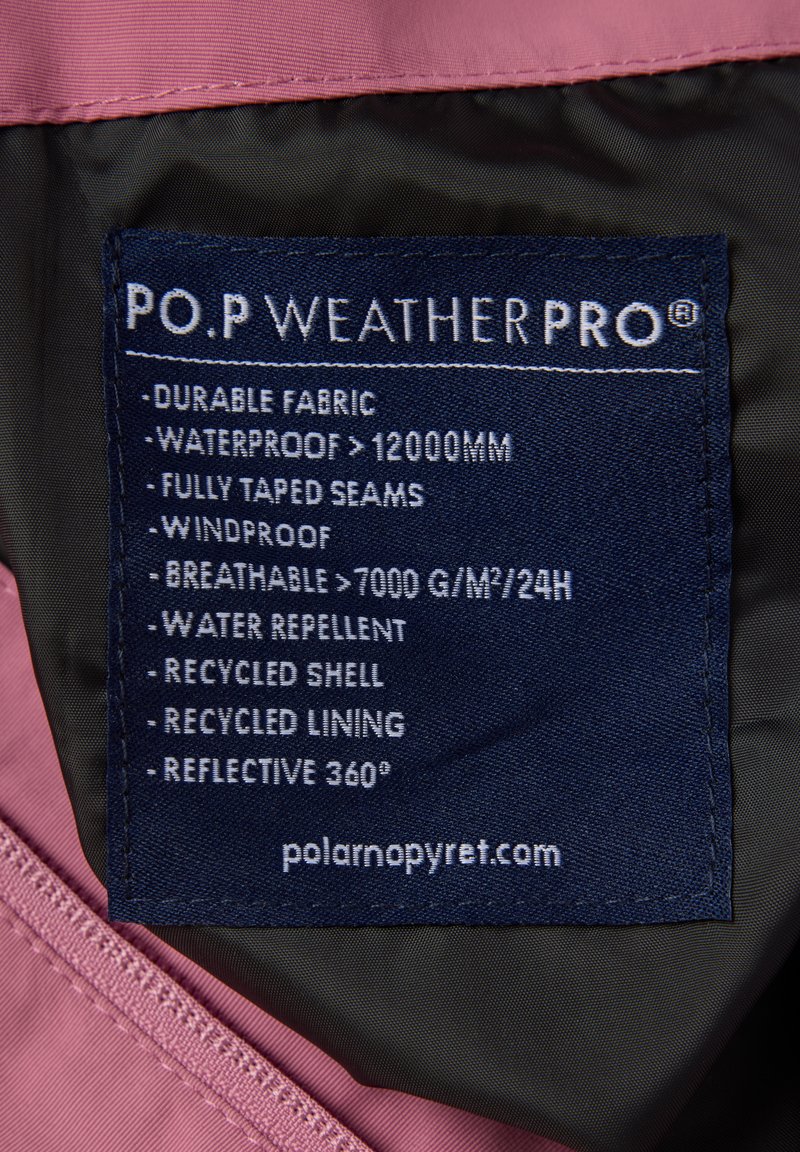 PO.P WEATHERPRO®
-DURABLE FABRIC
-WATERPROOF > 12000MM
-FULLY TAPED SEAMS
-WINDPROOF
-BREATHABLE >7000 G/M²/24H
-WATER REPELLENT
-RECYCLED SHELL
-RECYCLED LINING
-REFLECTIVE 360°
polarnopyret.com